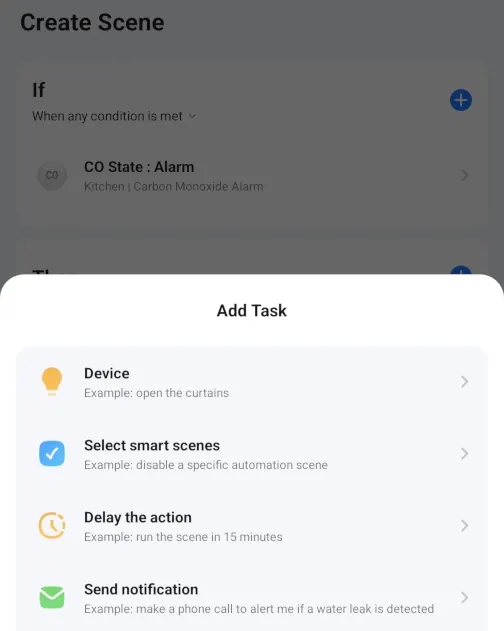 Create Scene
If
When any condition is met
CO
CO State : Alarm
Kitchen | Carbon Monoxide Alarm
Add Task
Device
Example: open the curtains
Select smart scenes
Example: disable a specific automation scene
Delay the action
Example: run the scene in 15 minutes
Send notification
Example: make a phone call to alert me if a water leak is detected